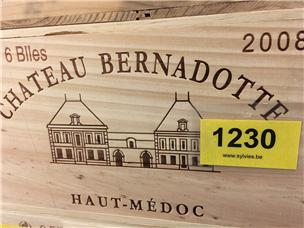 6 Blles 2008
CHATEAU BERNADOTTE
1230
www.sylvies.be
HAUT-MÉDOC